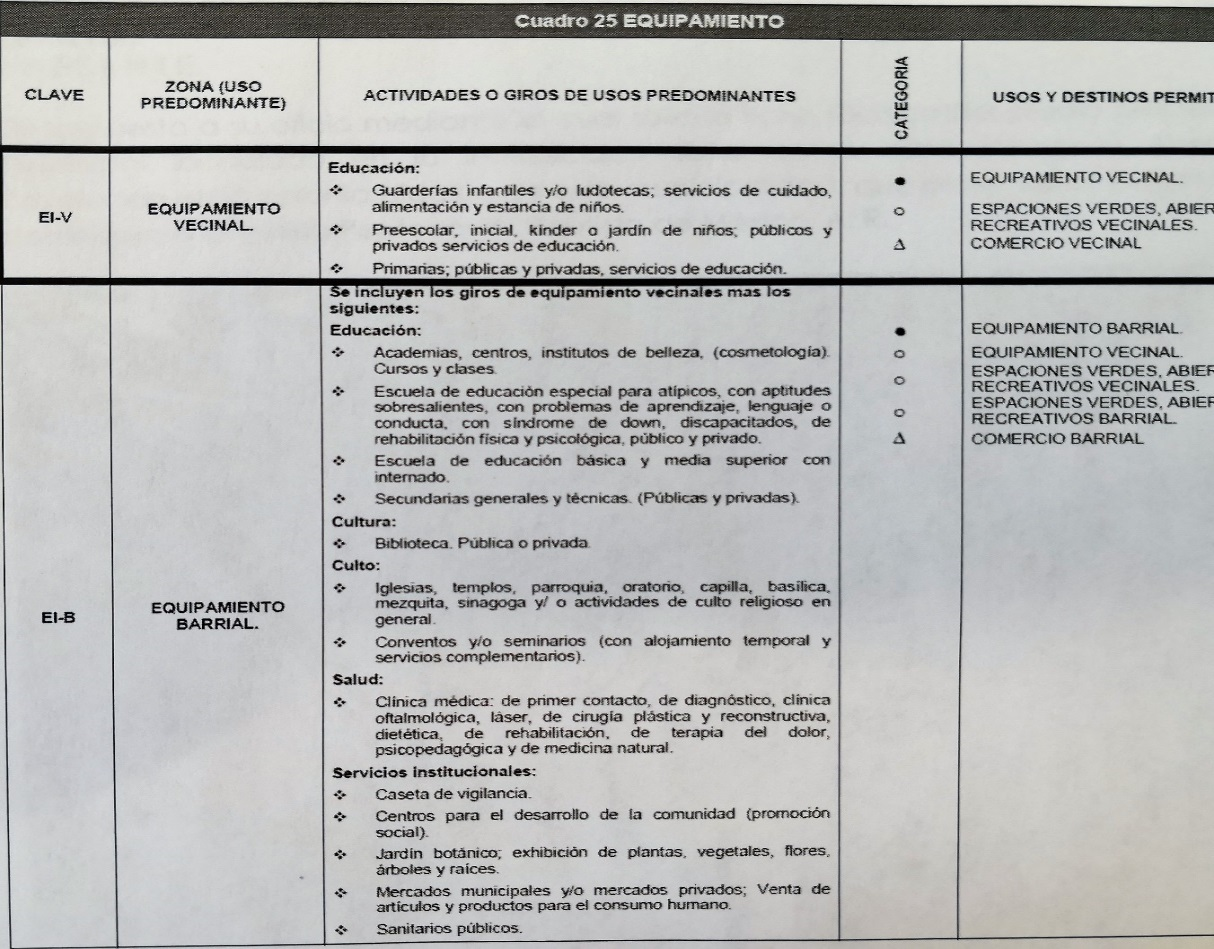 Cuadro 25 EQUIPAMIENTO
CLAVE
ZONA (USO
PREDOMINANTE)
ACTIVIDADES O GIROS DE USOS PREDOMINANTES
CATEGORIA
USOS Y DESTINOS PERMIT
EI-V
EQUIPAMIENTO
VECINAL.
Educación:
❖ Guarderías infantiles y/o ludotecas; servicios de cuidado,
alimentación y estancia de niños.
❖ Preescolar, inicial, kínder o jardín de niños; públicos y
privados servicios de educación.
❖ Primarias; públicas y privadas, servicios de educación.
● EQUIPAMIENTO VECINAL.
○ ESPACIONES VERDES, ABIER
RECREATIVOS VECINALES.
Δ COMERCIO VECINAL
EI-B
EQUIPAMIENTO
BARRIAL.
Se incluyen los giros de equipamiento vecinales mas los
siguientes:
Educación:
❖ Academias, centros, institutos de belleza, (cosmetología).
Cursos y clases.
❖ Escuela de educación especial para atípicos, con aptitudes
sobresalientes, con problemas de aprendizaje, lenguaje o
conducta, con síndrome de down, discapacitados, de
rehabilitación física y psicológica, público y privado.
❖ Escuela de educación básica y media superior con
internado.
❖ Secundarias generales y técnicas. (Públicas y privadas).
Cultura:
❖ Biblioteca. Pública o privada.
Culto:
❖ Iglesias, templos, parroquia, oratorio, capilla, basílica,
mezquita, sinagoga y/ o actividades de culto religioso en
general.
❖ Conventos y/o seminarios (con alojamiento temporal y
servicios complementarios).
Salud:
❖ Clínica médica: de primer contacto, de diagnóstico, clínica
oftalmológica, láser, de cirugía plástica y reconstructiva,
dietética, de rehabilitación, de terapia del dolor,
psicopedagógica y de medicina natural.
Servicios institucionales:
❖ Caseta de vigilancia.
❖ Centros para el desarrollo de la comunidad (promoción
social).
❖ Jardín botánico; exhibición de plantas, vegetales, flores,
árboles y raíces.
❖ Mercados municipales y/o mercados privados; Venta de
artículos y productos para el consumo humano.
❖ Sanitarios públicos.
● EQUIPAMIENTO BARRIAL.
○ EQUIPAMIENTO VECINAL.
○ ESPACIONES VERDES, ABIER
RECREATIVOS VECINALES.
○ ESPACIONES VERDES, ABIER
RECREATIVOS BARRIAL.
Δ COMERCIO BARRIAL